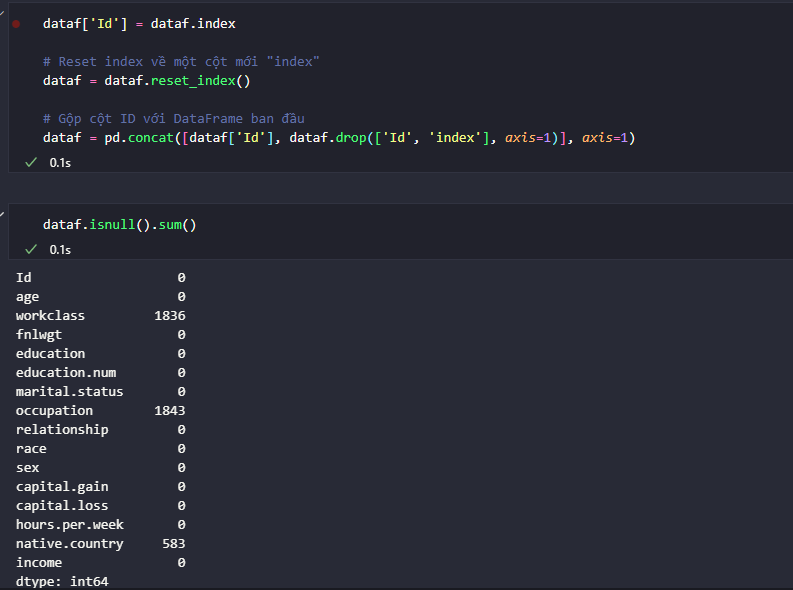 dataf['Id'] = dataf.index
# Reset index về một cột mới "index"
dataf = dataf.reset_index()
# Gộp cột ID với DataFrame ban đầu
dataf = pd.concat([dataf['Id'], dataf.drop(['Id', 'index'], axis=1)], axis=1)
0.1s
dataf.isnull().sum()
0.1s
Id 0
age 0
workclass 1836
fnlwgt 0
education 0
education.num 0
marital.status 0
occupation 1843
relationship 0
race 0
sex 0
capital.gain 0
capital.loss 0
hours.per.week 0
native.country 583
income 0
dtype: int64